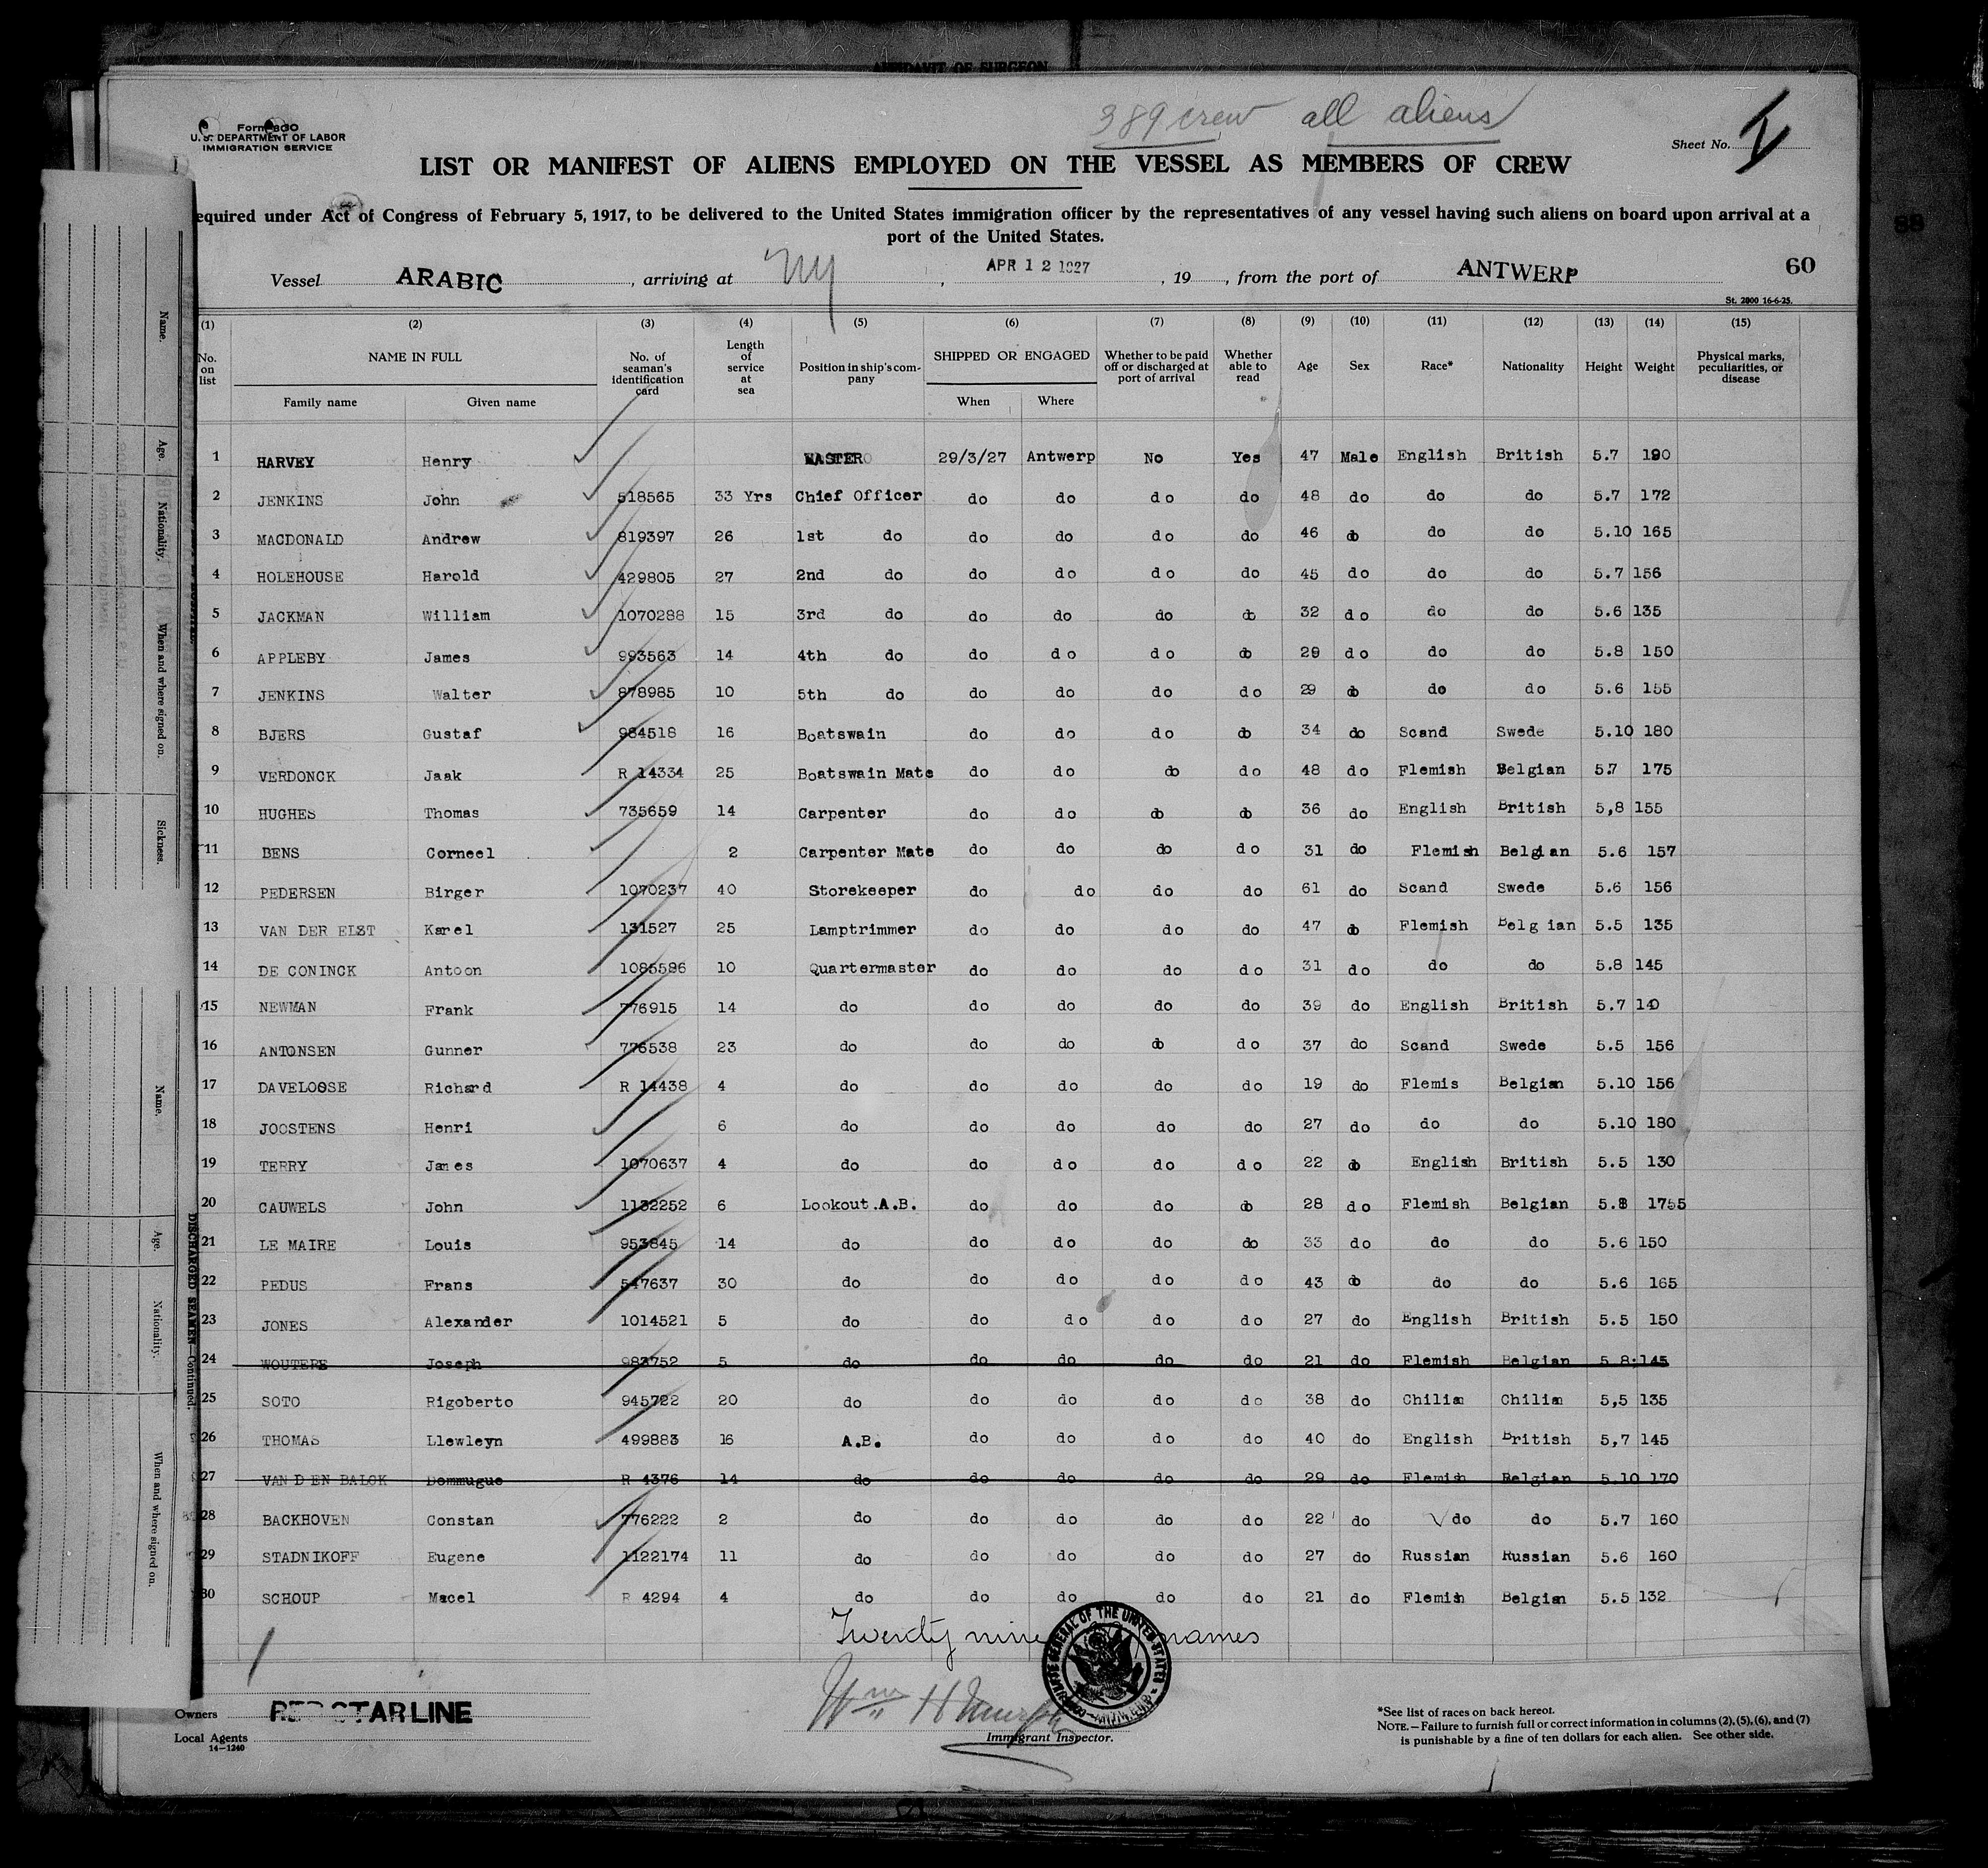 AFFIDAVIT OF SURGEON
389 crew all aliens
U. S. DEPARTMENT OF LABOR
IMMIGRATION SERVICE
Sheet No. I
LIST OR MANIFEST OF ALIENS EMPLOYED ON THE VESSEL AS MEMBERS OF CREW
equired under Act of Congress of February 5, 1917, to be delivered to the United States immigration officer by the representatives of any vessel having such aliens on board upon arrival at a
port of the United States.
Vessel ARABIC, arriving at NY, APR 12 1927, 19, from the port of ANTWERP 60
St. 2000 16-6-25.
(1) (2) (3) (4) (5) (6) (7) (8) (9) (10) (11) (12) (13) (14) (15)
No. on list NAME IN FULL No. of seaman's identification card Length of service at sea Position in ship's company SHIPPED OR ENGAGED Whether to be paid off or discharged at port of arrival Whether able to read Age Sex Race* Nationality Height Weight Physical marks, peculiarities, or disease
Family name Given name When Where
1 HARVEY Henry MASTER 29/3/27 Antwerp No Yes 47 Male English British 5.7 190
2 JENKINS John 518565 33 Yrs Chief Officer do do do do 48 do do do 5.7 172
3 MACDONALD Andrew 819397 26 1st do do do do do 46 do do do 5.10 165
4 HOLEHOUSE Harold 429805 27 2nd do do do do do 45 do do do 5.7 156
5 JACKMAN William 1070288 15 3rd do do do do do 32 do do do 5.6 135
6 APPLEBY James 993563 14 4th do do do do do 29 do do do 5.8 150
7 JENKINS Walter 878985 10 5th do do do do do 29 do do do 5.6 155
8 BJERS Gustaf 984518 16 Boatswain do do do do 34 do Scand Swede 5.10 180
9 VERDONCK Jaak R 14334 25 Boatswain Mate do do do do 48 do Flemish Belgian 5.7 175
10 HUGHES Thomas 735659 14 Carpenter do do do do 36 do English British 5,8 155
11 BENS Corneel 2 Carpenter Mate do do do do 31 do Flemish Belgian 5.6 157
12 PEDERSEN Birger 1070237 40 Storekeeper do do do do 61 do Scand Swede 5.6 156
13 VAN DER ELST Karel 131527 25 Lamptrimmer do do do do 47 do Flemish Belgian 5.5 135
14 DE CONINCK Antoon 1085586 10 Quartermaster do do do do 31 do do do 5.8 145
15 NEWMAN Frank 776915 14 do do do do do 39 do English British 5.7 140
16 ANTONSEN Gunner 776538 23 do do do do do 37 do Scand Swede 5.5 156
17 DAVELOOSE Richard R 14438 4 do do do do do 19 do Flemis Belgian 5.10 156
18 JOOSTENS Henri 6 do do do do do 27 do do do 5.10 180
19 TERRY James 1070637 4 do do do do do 22 do English British 5.5 130
20 CAUWELS John 1132252 6 Lookout.A.B. do do do do 28 do Flemish Belgian 5.8 1755
21 LE MAIRE Louis 953845 14 do do do do do 33 do do do 5.6 150
22 PEDUS Frans 547637 30 do do do do do 43 do do do 5.6 165
23 JONES Alexander 1014521 5 do do do do do 27 do English British 5.5 150
24 WOUTERS Joseph 983752 5 do do do do do 21 do Flemish Belgian 5 8 145
25 SOTO Rigoberto 945722 20 do do do do do 38 do Chilian Chilian 5,5 135
26 THOMAS Llewleyn 499883 16 A.B. do do do do 40 do English British 5,7 145
27 VAN DEN BALCK Dommugue R 4376 14 do do do do do 29 do Flemish Belgian 5.10 170
28 BACKHOVEN Constan 776222 2 do do do do do 22 do do do 5.7 160
29 STADNIKOFF Eugene 1122174 11 do do do do do 27 do Russian Russian 5.6 160
30 SCHOUP Macel R 4294 4 do do do do do 21 do Flemish Belgian 5.5 132
Twenty nine names
Wm H Murphy
Immigrant Inspector.
Owners RED STAR LINE
Local Agents
14—1240
*See list of races on back hereof.
NOTE.—Failure to furnish full or correct information in columns (2), (5), (6), and (7)
is punishable by a fine of ten dollars for each alien. See other side.
Name.
Age.
Nationality.
When and where signed on.
Sickness.
Name.
Age.
Nationality.
When and where signed on.
DISCHARGED SEAMEN—Continued.
88